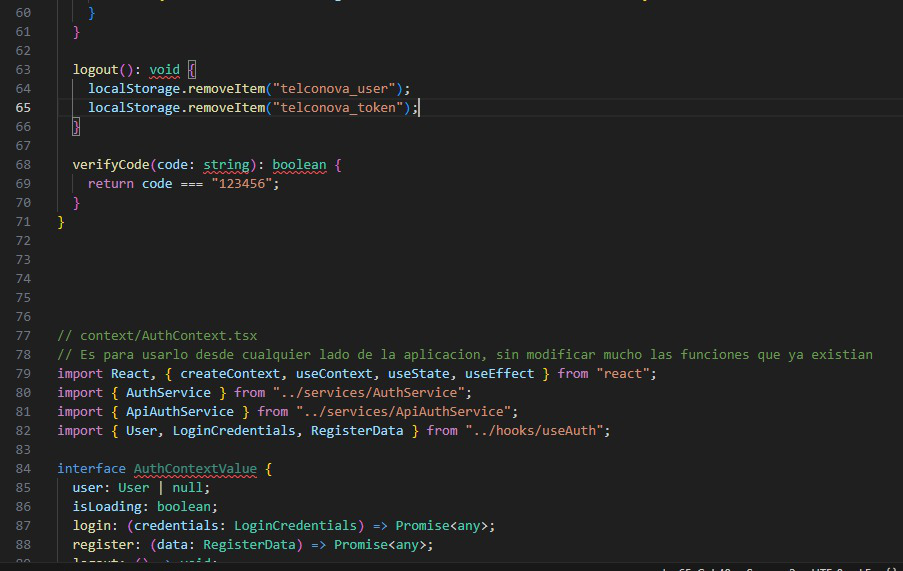 60 }
61 }
62
63 logout(): void {
64 localStorage.removeItem("telconova_user");
65 localStorage.removeItem("telconova_token");
66 }
67
68 verifyCode(code: string): boolean {
69 return code === "123456";
70 }
71 }
72
73
74
75
76
77 // context/AuthContext.tsx
78 // Es para usarlo desde cualquier lado de la aplicacion, sin modificar mucho las funciones que ya existian
79 import React, { createContext, useContext, useState, useEffect } from "react";
80 import { AuthService } from "../services/AuthService";
81 import { ApiAuthService } from "../services/ApiAuthService";
82 import { User, LoginCredentials, RegisterData } from "../hooks/useAuth";
83
84 interface AuthContextValue {
85 user: User | null;
86 isLoading: boolean;
87 login: (credentials: LoginCredentials) => Promise<any>;
88 register: (data: RegisterData) => Promise<any>;
89 logout: () => void;